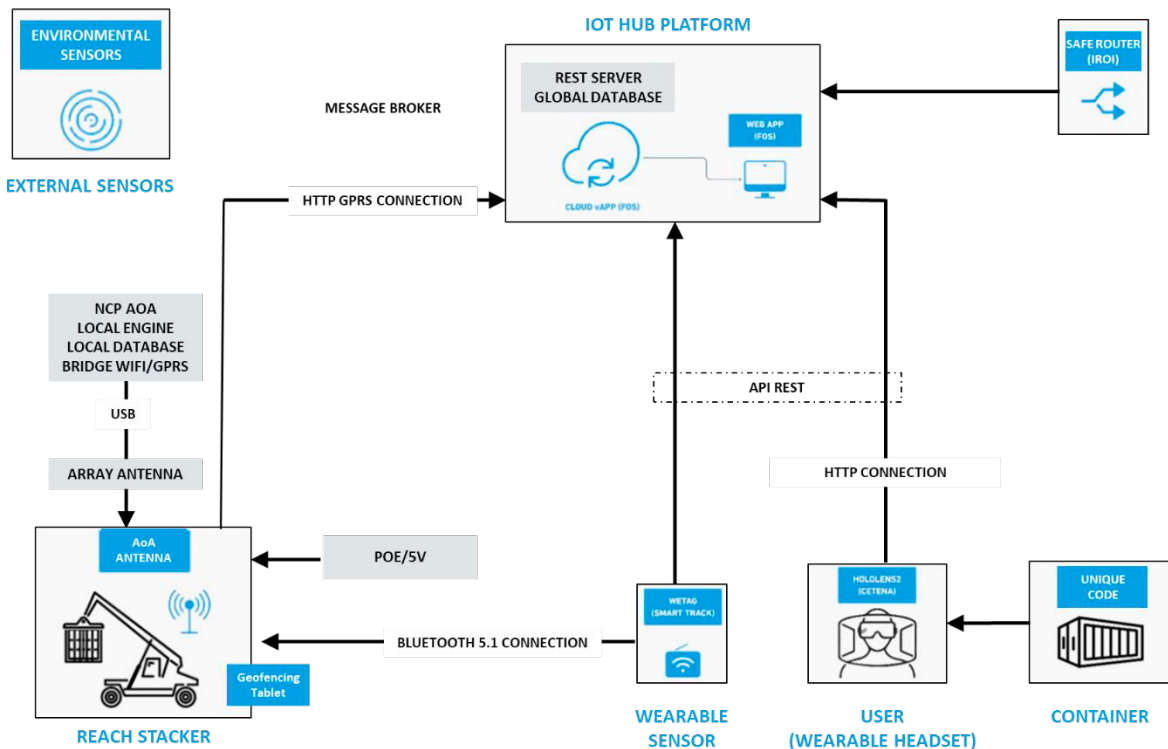 IOT HUB PLATFORM
ENVIRONMENTAL
SENSORS
EXTERNAL SENSORS
REST SERVER
GLOBAL DATABASE
WEB APP
(FOS)
CLOUD vAPP (FOS)
SAFE ROUTER
(IROI)
MESSAGE BROKER
HTTP GPRS CONNECTION
NCP AOA
LOCAL ENGINE
LOCAL DATABASE
BRIDGE WIFI/GPRS
USB
ARRAY ANTENNA
API REST
HTTP CONNECTION
AoA
ANTENNA
POE/5V
BLUETOOTH 5.1 CONNECTION
Geofencing
Tablet
REACH STACKER
WETAG
(SMART TRACK)
WEARABLE
SENSOR
HOLOLENS2
(CETENA)
USER
(WEARABLE HEADSET)
UNIQUE
CODE
CONTAINER